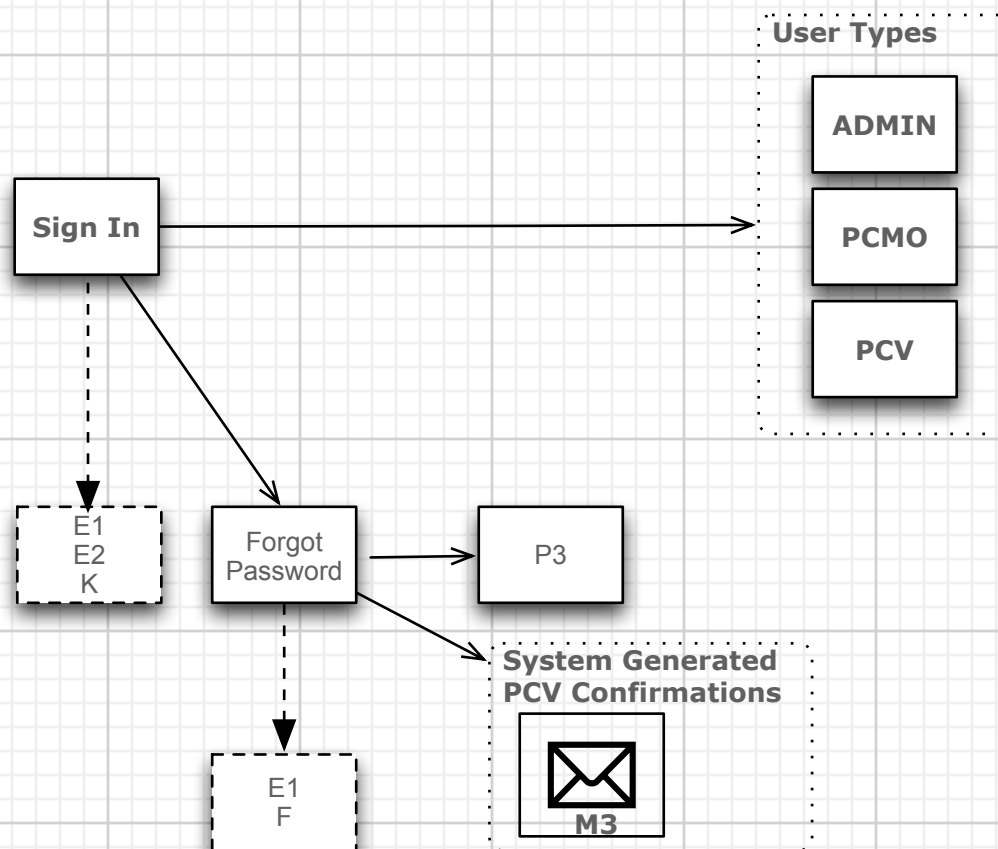 User Types
ADMIN
Sign In
PCMO
PCV
E1
E2
K
Forgot
Password
P3
System Generated
PCV Confirmations
M3
E1
F